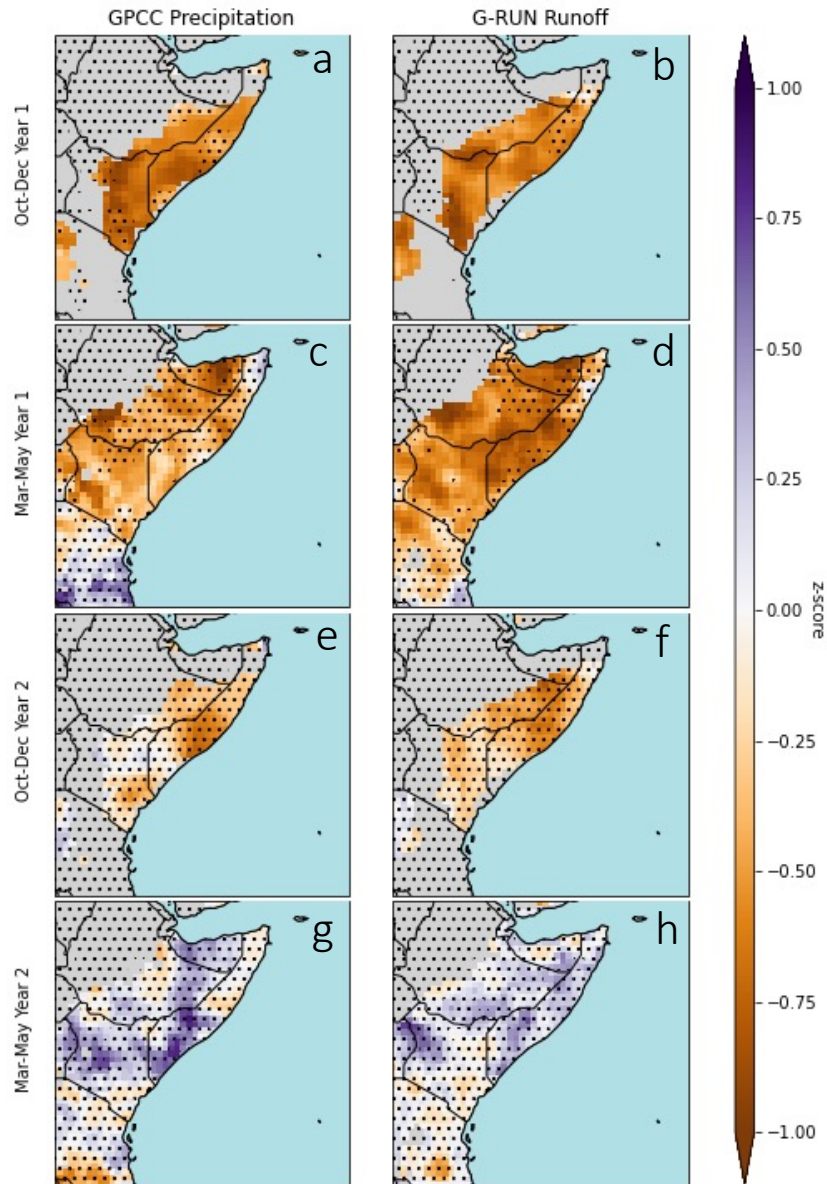 GPCC Precipitation
G-RUN Runoff
Oct-Dec Year 1
a
b
Mar-May Year 1
c
d
Oct-Dec Year 2
e
f
Mar-May Year 2
g
h
1.00
0.75
0.50
0.25
0.00
−0.25
−0.50
−0.75
−1.00
z-score